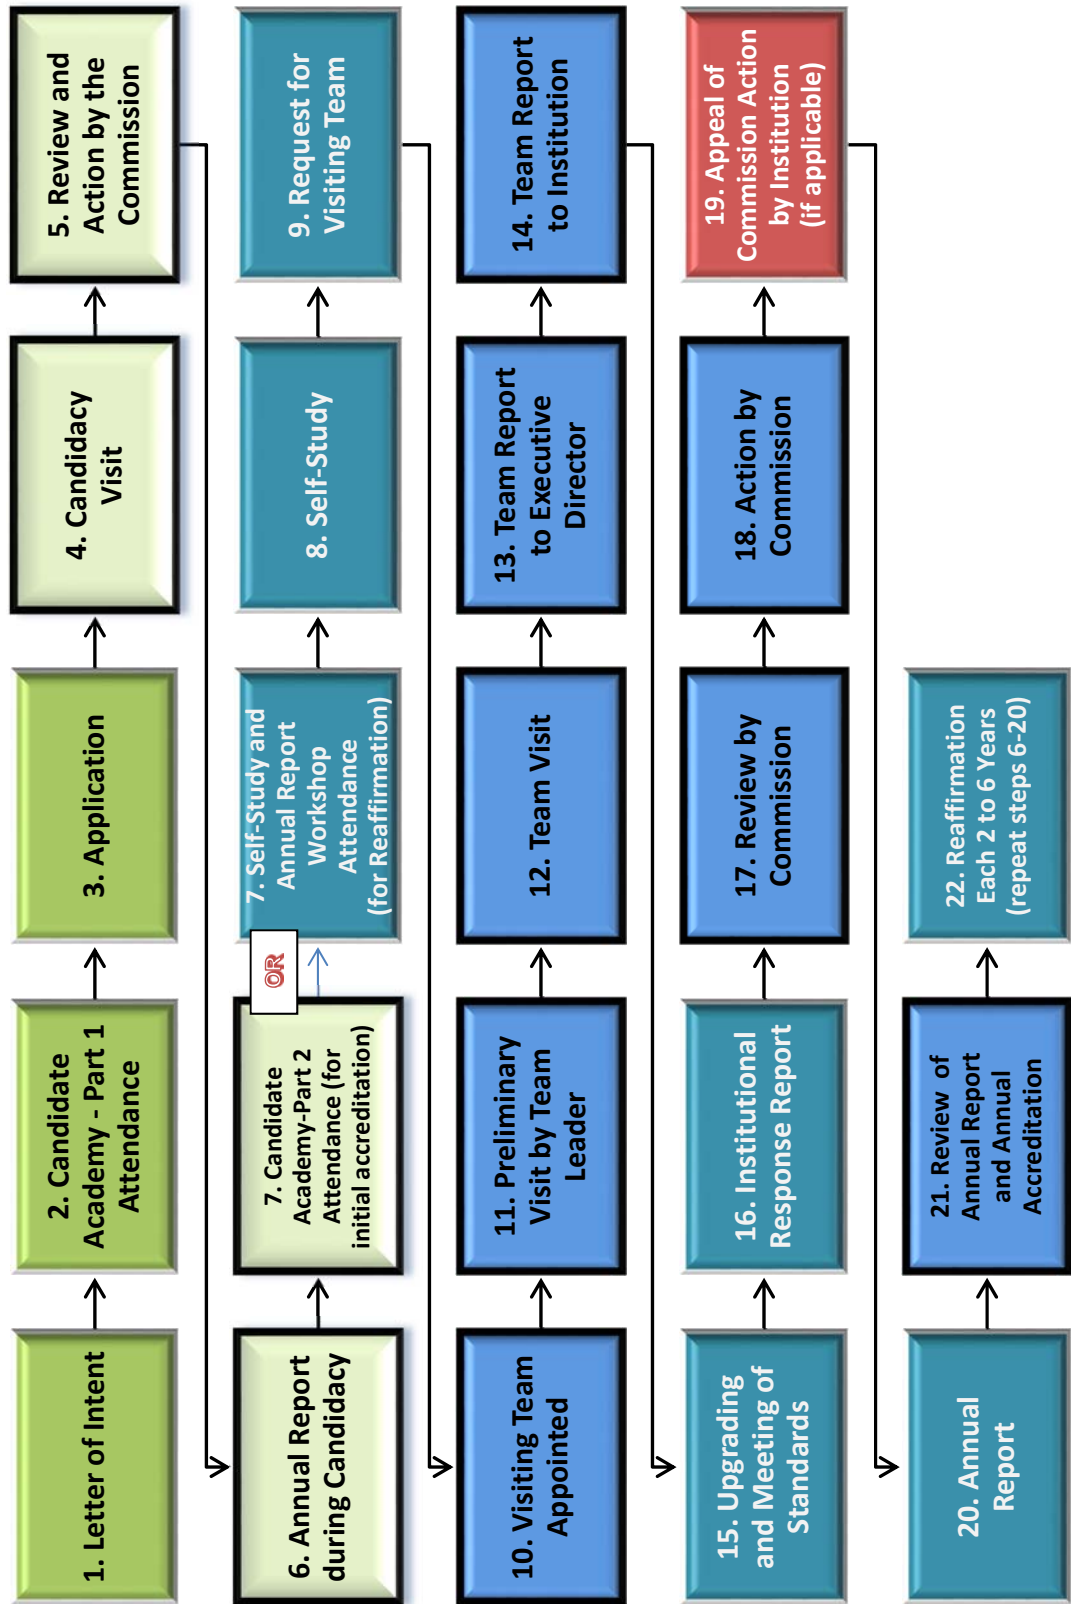 1. Letter of Intent
2. Candidate
Academy - Part 1
Attendance
3. Application
4. Candidacy
Visit
5. Review and
Action by the
Commission
6. Annual Report
during Candidacy
7. Candidate
Academy-Part 2
Attendance (for
initial accreditation)
OR
7. Self-Study and
Annual Report
Workshop
Attendance
(for Reaffirmation)
8. Self-Study
9. Request for
Visiting Team
10. Visiting Team
Appointed
11. Preliminary
Visit by Team
Leader
12. Team Visit
13. Team Report
to Executive
Director
14. Team Report
to Institution
15. Upgrading
and Meeting of
Standards
16. Institutional
Response Report
17. Review by
Commission
18. Action by
Commission
19. Appeal of
Commission Action
by Institution
(if applicable)
20. Annual
Report
21. Review of
Annual Report
and Annual
Accreditation
22. Reaffirmation
Each 2 to 6 Years
(repeat steps 6-20)